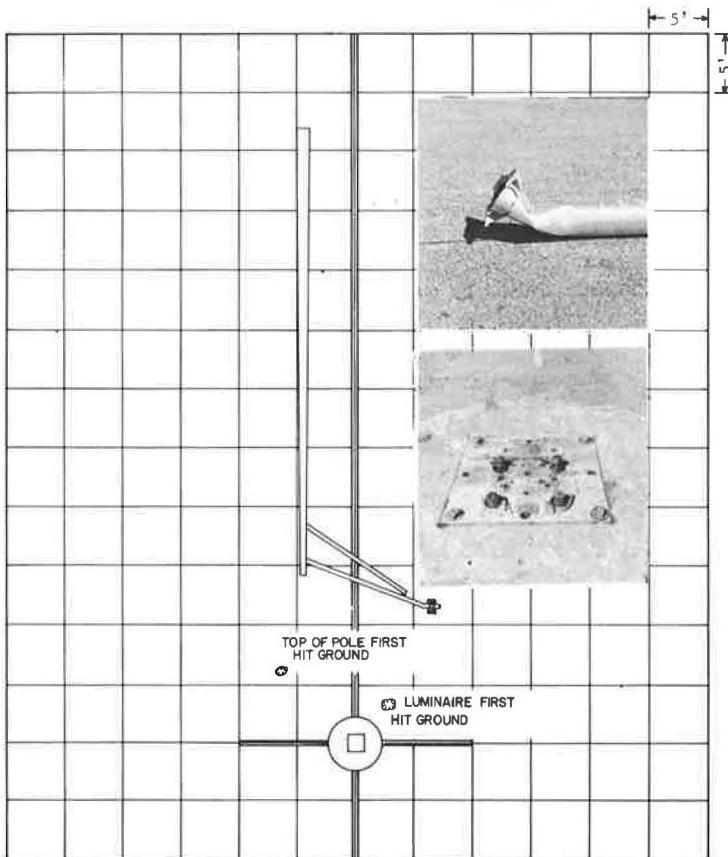 5'
5'
TOP OF POLE FIRST
HIT GROUND
LUMINAIRE FIRST
HIT GROUND